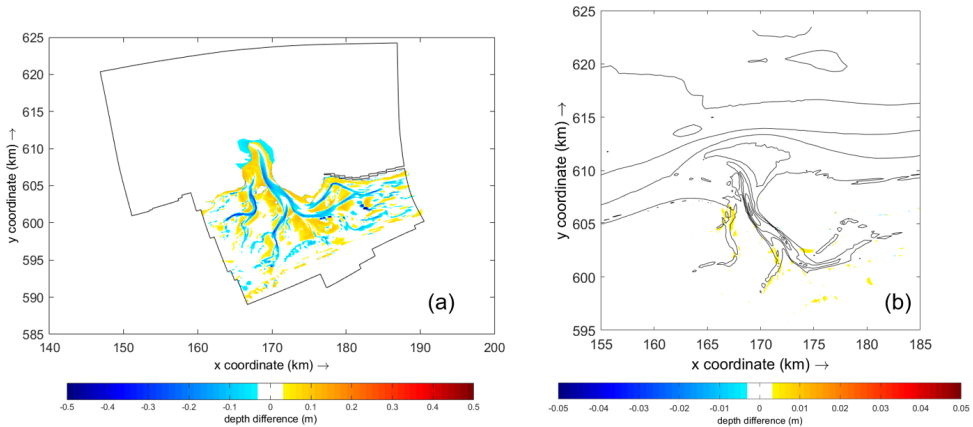 625
620
615
610
605
600
595
590
585
y coordinate (km) →
140 150 160 170 180 190 200
x coordinate (km) →
(a)
-0.5 -0.4 -0.3 -0.2 -0.1 0 0.1 0.2 0.3 0.4 0.5
depth difference (m)
625
620
615
610
605
600
595
y coordinate (km) →
155 160 165 170 175 180 185
x coordinate (km) →
(b)
-0.05 -0.04 -0.03 -0.02 -0.01 0 0.01 0.02 0.03 0.04 0.05
depth difference (m)